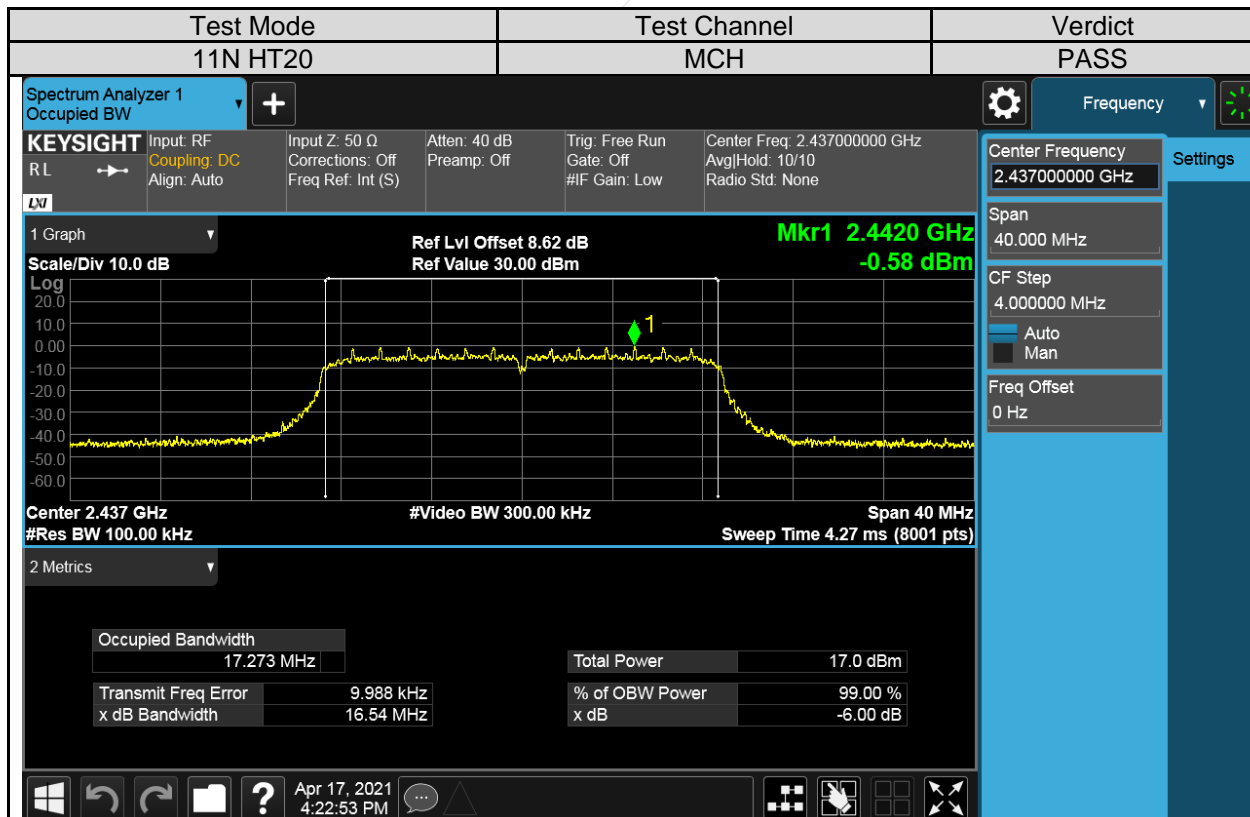 Test Mode Test Channel Verdict
11N HT20 MCH PASS
Spectrum Analyzer 1
Occupied BW
+
Frequency
KEYSIGHT Input: RF Input Z: 50 Ω Atten: 40 dB Trig: Free Run Center Freq: 2.437000000 GHz
RL Coupling: DC Corrections: Off Preamp: Off Gate: Off Avg|Hold: 10/10
Align: Auto Freq Ref: Int (S) #IF Gain: Low Radio Std: None
LXI
Center Frequency
2.437000000 GHz
Settings
Span
40.000 MHz
CF Step
4.000000 MHz
Auto
Man
Freq Offset
0 Hz
1 Graph
Ref Lvl Offset 8.62 dB
Mkr1 2.4420 GHz
Scale/Div 10.0 dB Ref Value 30.00 dBm -0.58 dBm
Log
20.0
10.0
0.00
-10.0
-20.0
-30.0
-40.0
-50.0
-60.0
1
Center 2.437 GHz #Video BW 300.00 kHz Span 40 MHz
#Res BW 100.00 kHz Sweep Time 4.27 ms (8001 pts)
2 Metrics
Occupied Bandwidth
17.273 MHz Total Power 17.0 dBm
Transmit Freq Error 9.988 kHz % of OBW Power 99.00 %
x dB Bandwidth 16.54 MHz x dB -6.00 dB
? Apr 17, 2021
4:22:53 PM